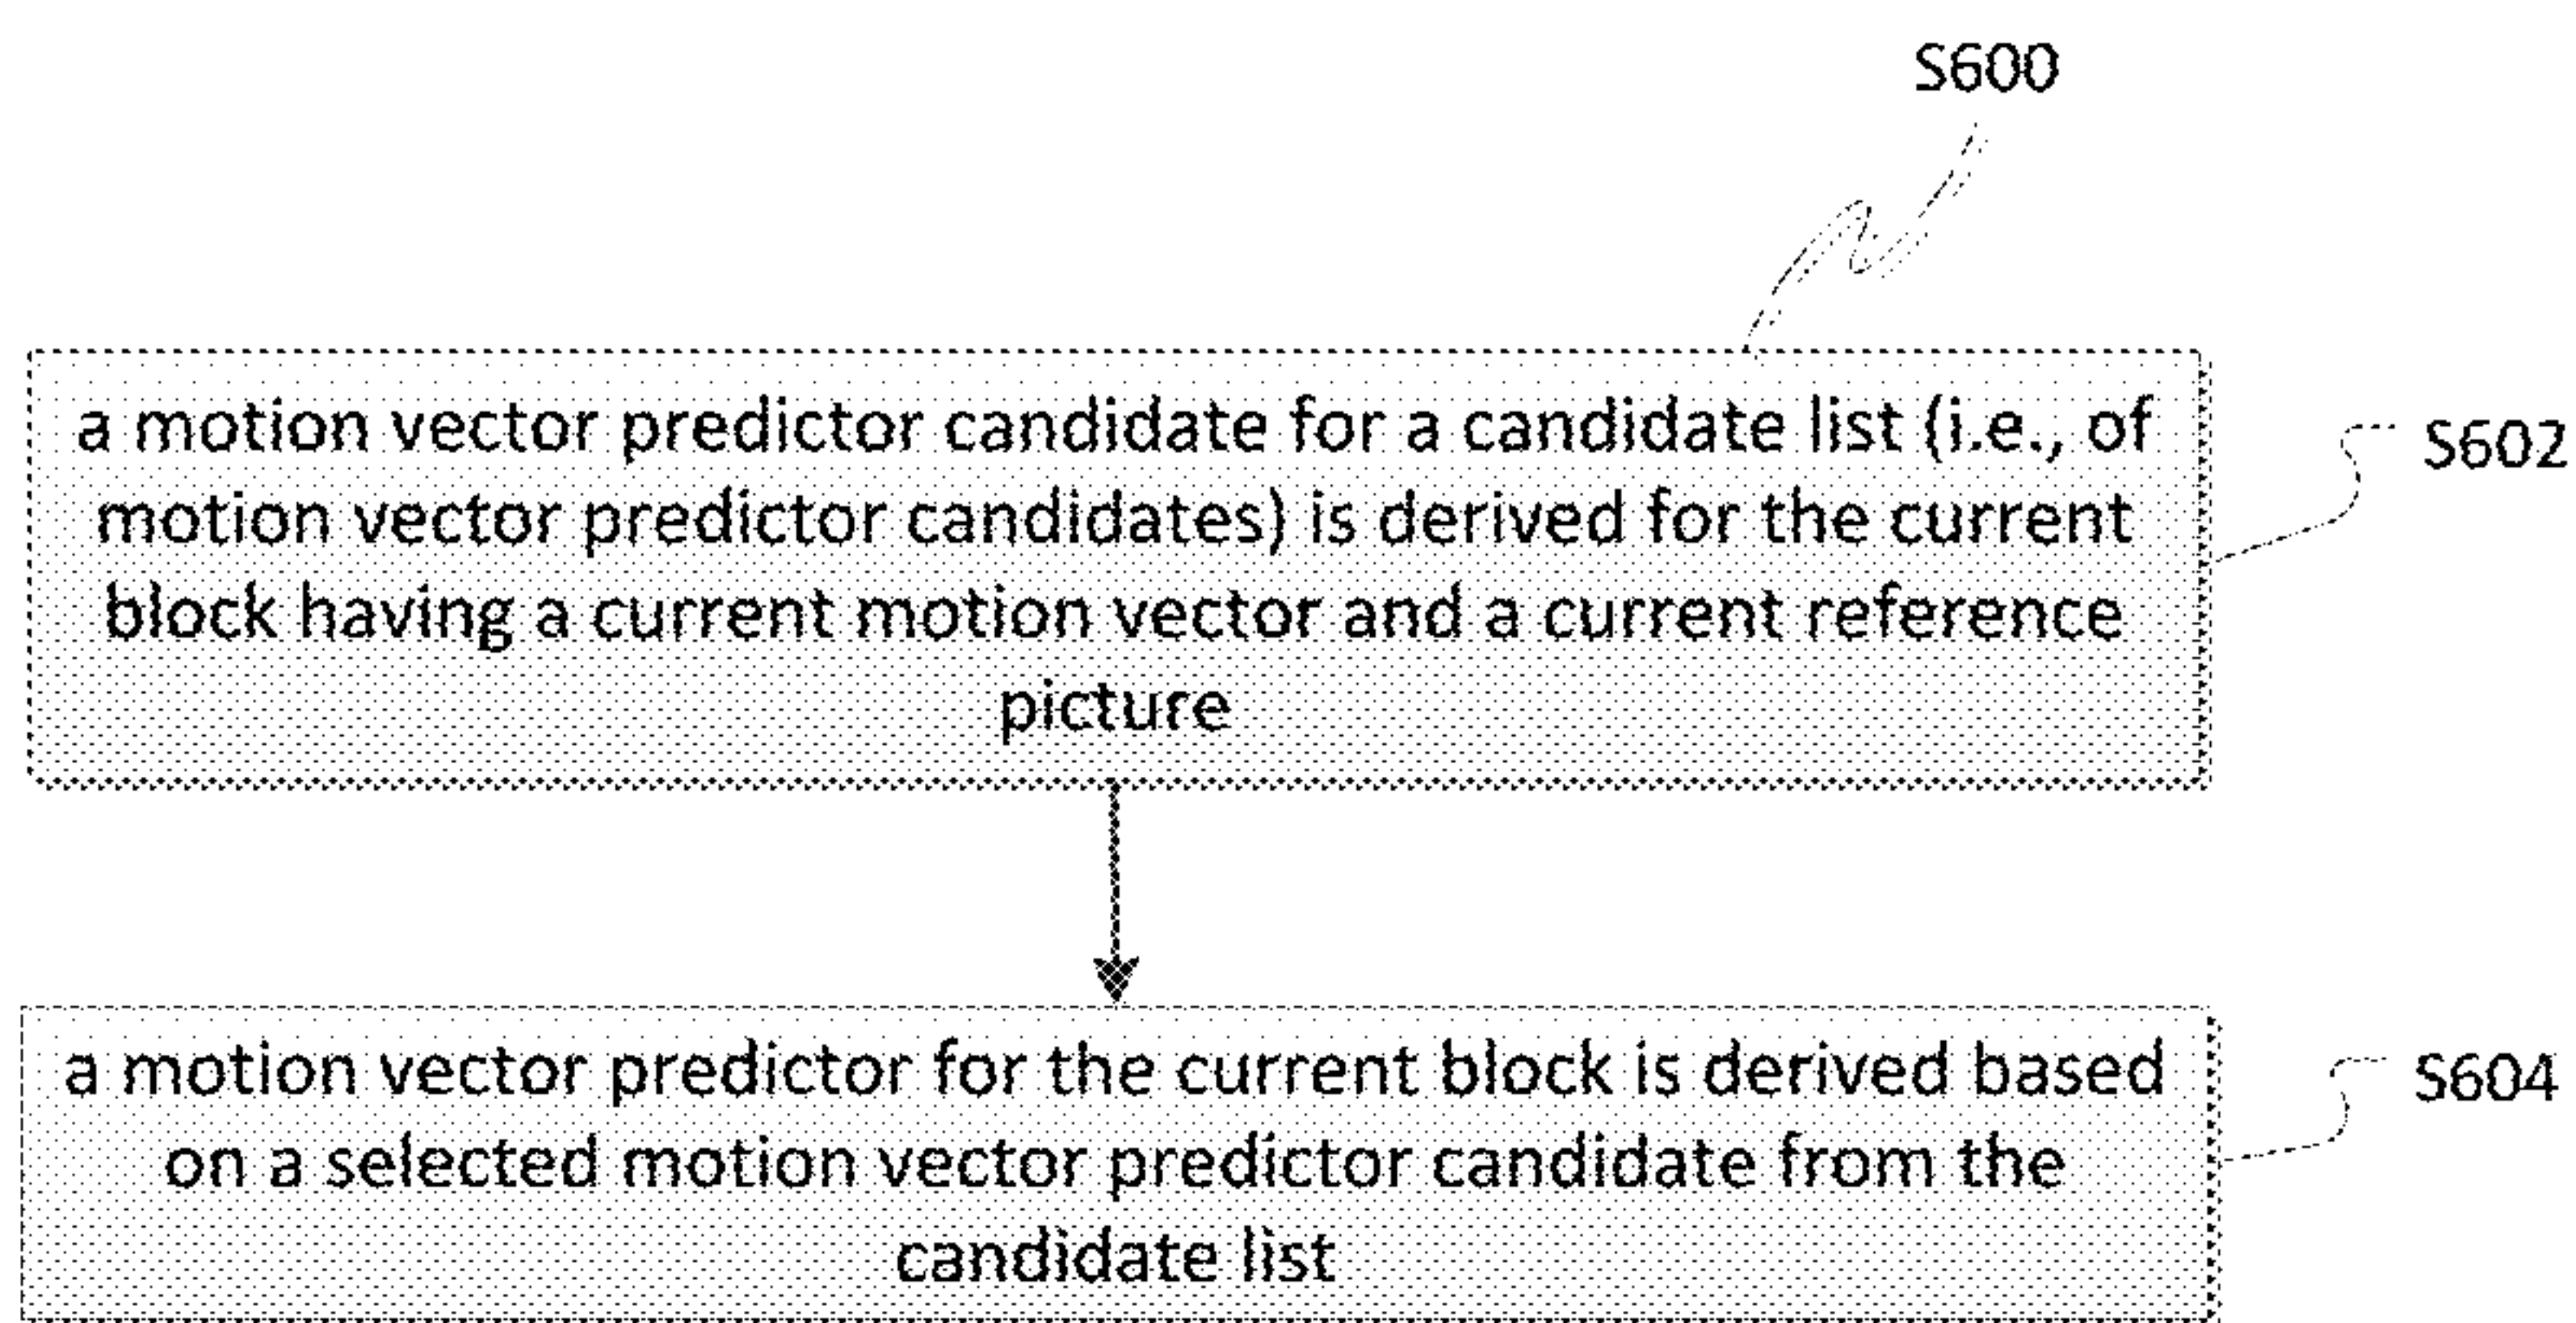 S600
a motion vector predictor candidate for a candidate list (i.e., of
S602
motion vector predictor candidates) is derived for the current
block having a current motion vector and a current reference
picture
a motion vector predictor for the current block is derived based
S604
on a selected motion vector predictor candidate from the
candidate list